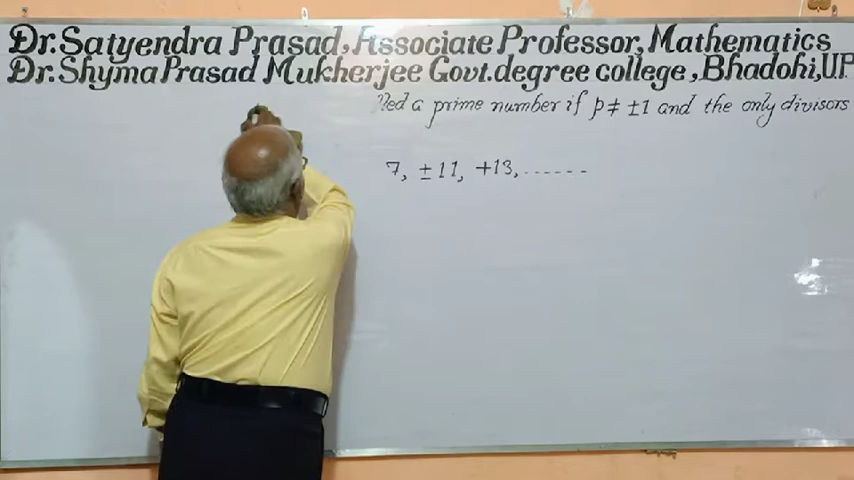 Dr.Satyendra Prasad, Associate Professor, Mathematics
Dr.Shyma Prasad Mukherjee Govt.degree college, Bhadohi, U.P
a prime number if p ≠ ±1 and the only divisors
7, ±11, +13, ......